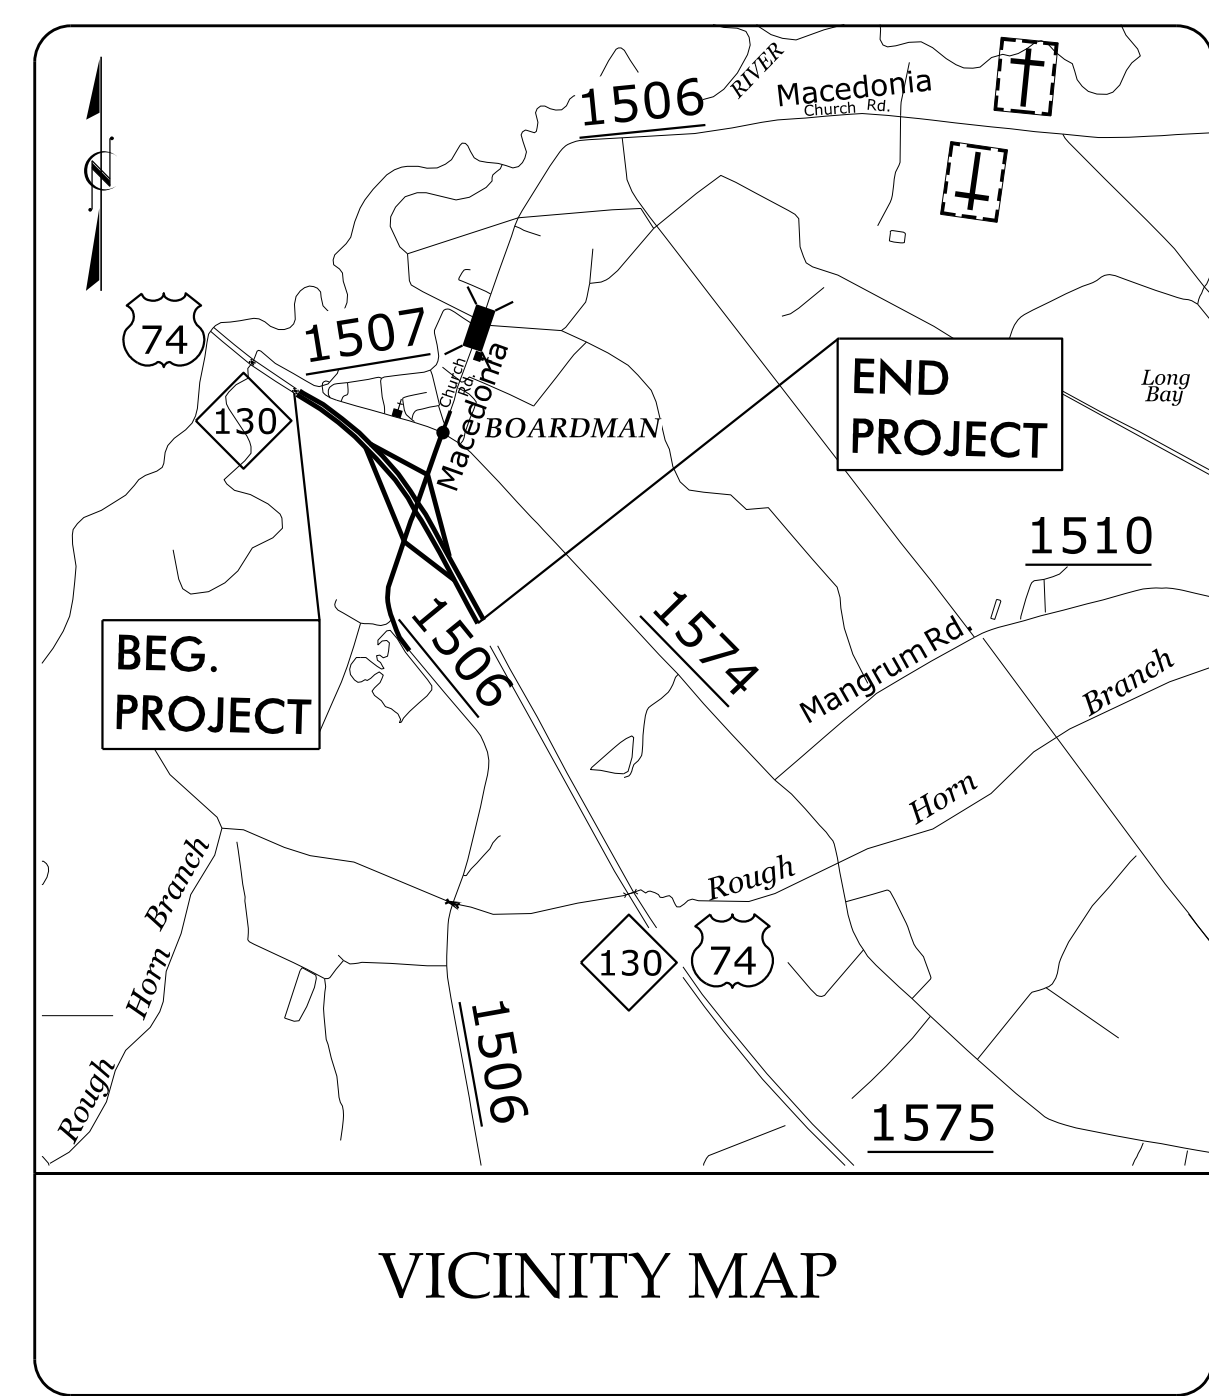 RIVER
1506
Macedonia
Church Rd.
N
74
1507
130
Church
Rd.
Macedonia
BOARDMAN
END
PROJECT
Long
Bay
1510
BEG.
PROJECT
1506
1574
Mangrum Rd.
Branch
Horn
Rough
Branch
Horn
Rough
130
74
1506
1575
VICINITY MAP